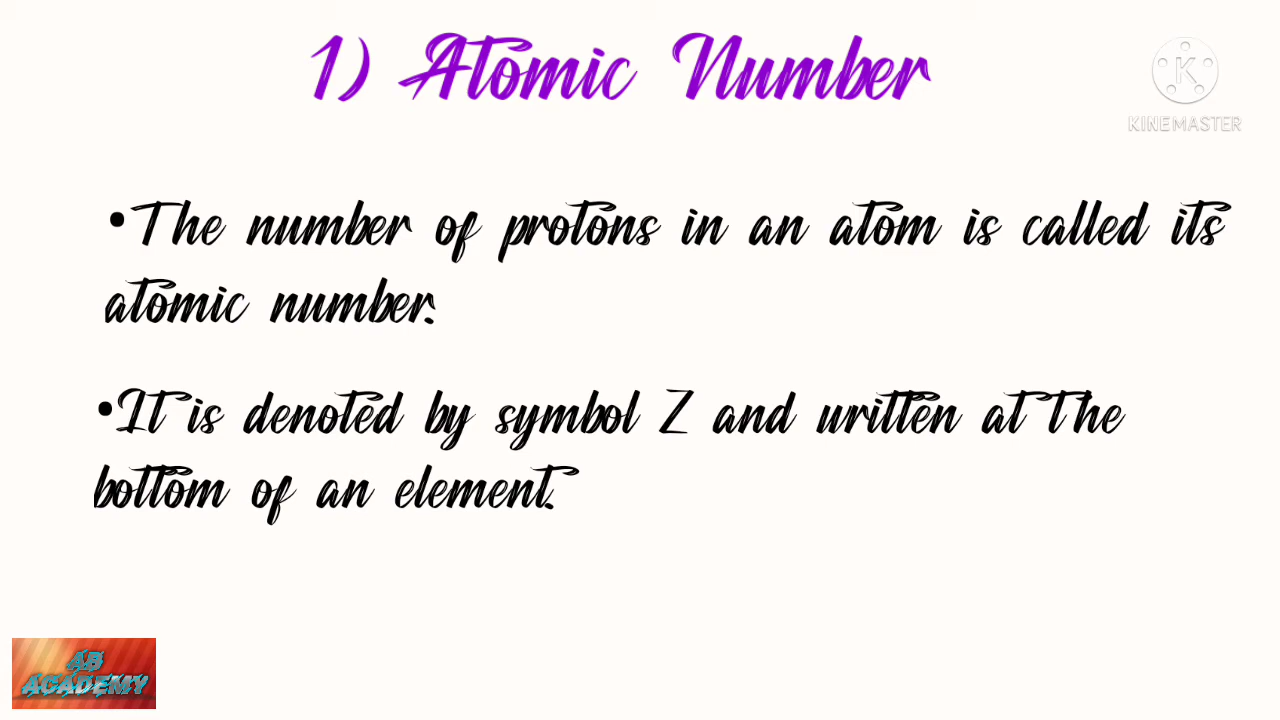 1) Atomic Number
KINEMASTER
•The number of protons in an atom is called its
atomic number.
•It is denoted by symbol Z and written at the
bottom of an element.
AB
ACADEMY